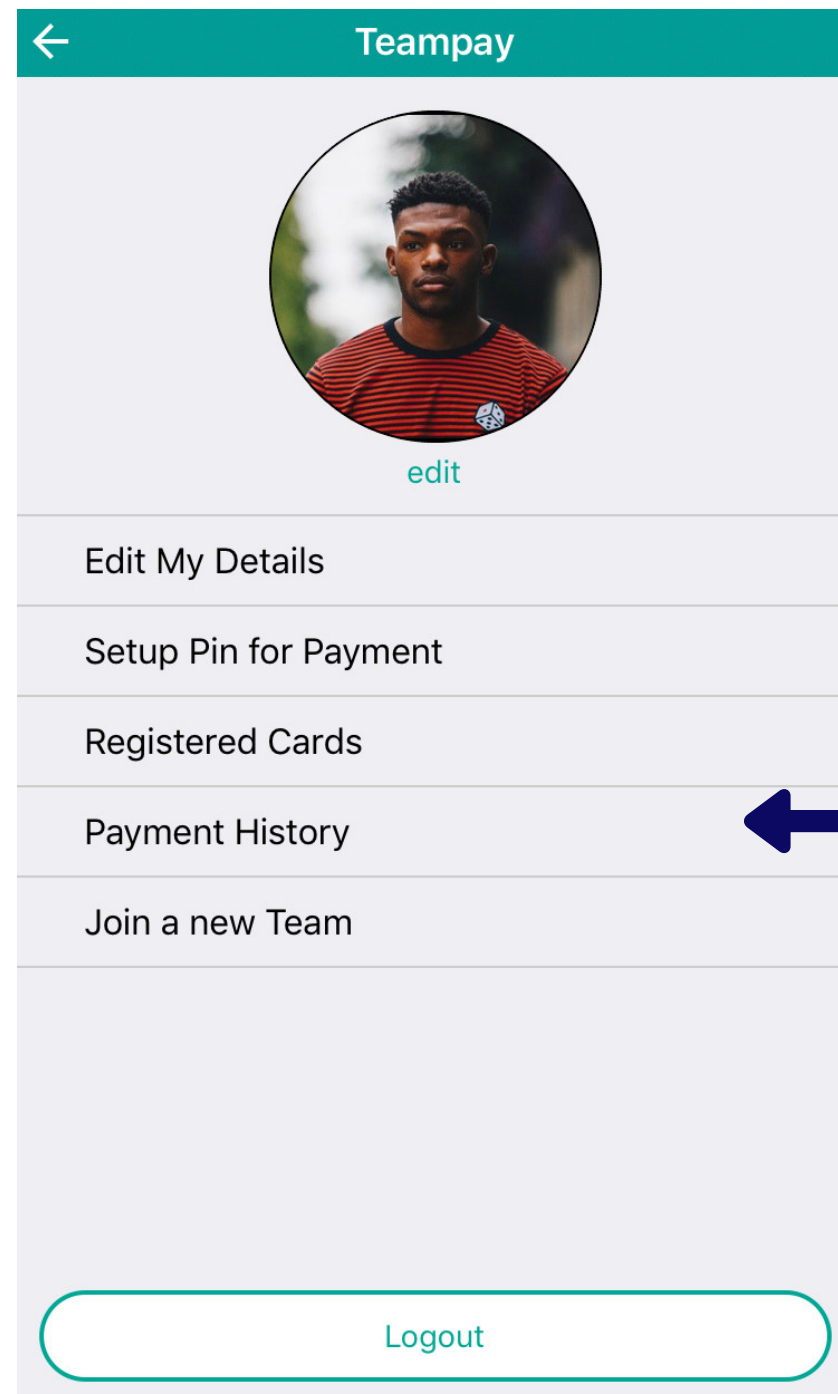 Teampay
edit
Edit My Details
Setup Pin for Payment
Registered Cards
Payment History
Join a new Team
Logout